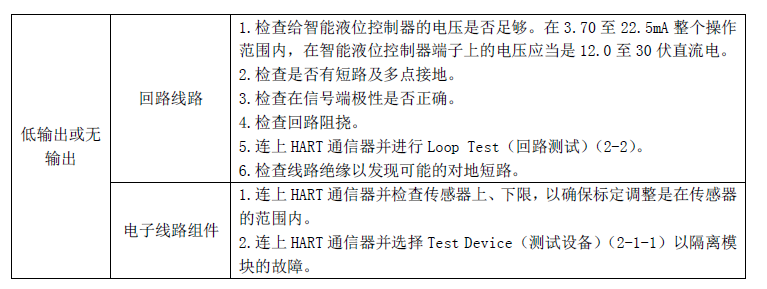 低输出或无
输出
回路线路
1.检查给智能液位控制器的电压是否足够。在 3.70 至 22.5mA 整个操作
范围内，在智能液位控制器端子上的电压应当是 12.0 至 30 伏直流电。
2.检查是否有短路及多点接地。
3.检查在信号端极性是否正确。
4.检查回路阻挠。
5.连上 HART 通信器并进行 Loop Test（回路测试）（2-2）。
6.检查线路绝缘以发现可能的对地短路。
电子线路组件
1.连上 HART 通信器并检查传感器上、下限，以确保标定调整是在传感器
的范围内。
2.连上 HART 通信器并选择 Test Device（测试设备）（2-1-1）以隔离模
块的故障。